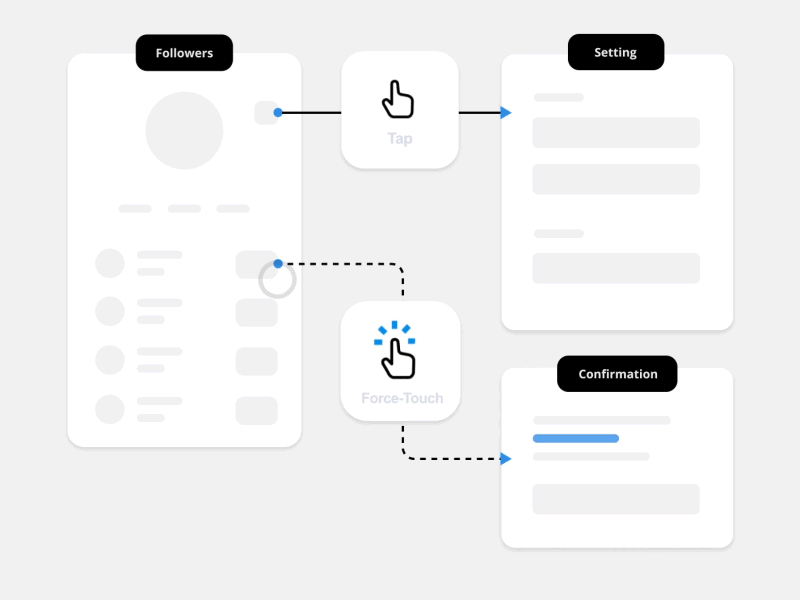 Followers
Setting
Tap
Force-Touch
Confirmation